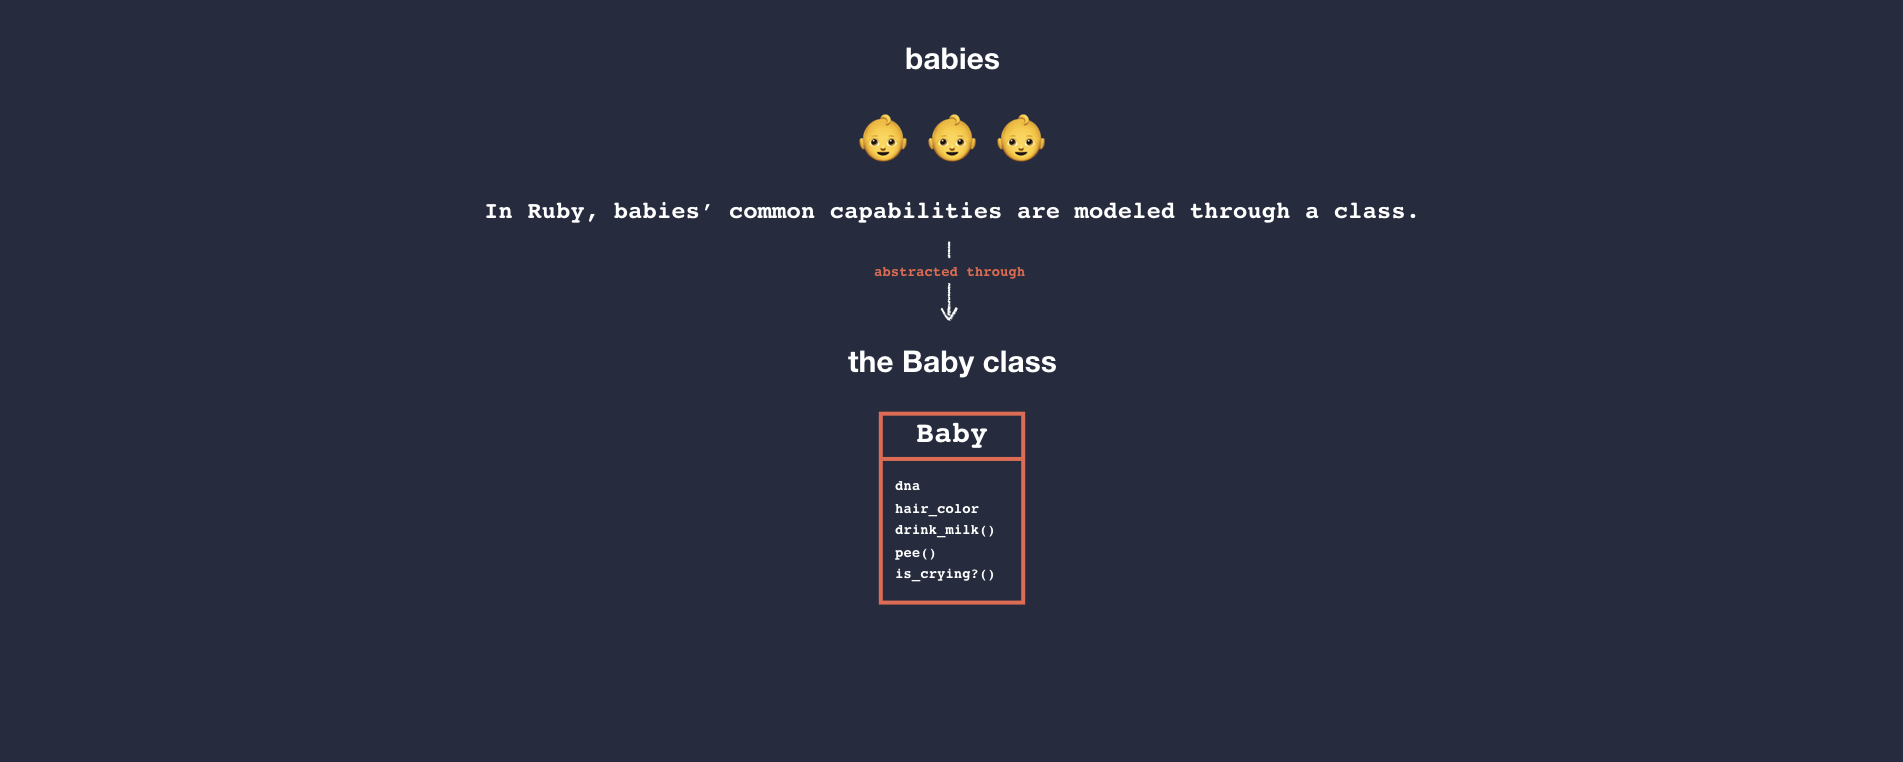 babies
In Ruby, babies’ common capabilities are modeled through a class.
abstracted through
the Baby class
Baby
dna
hair_color
drink_milk()
pee()
is_crying?()